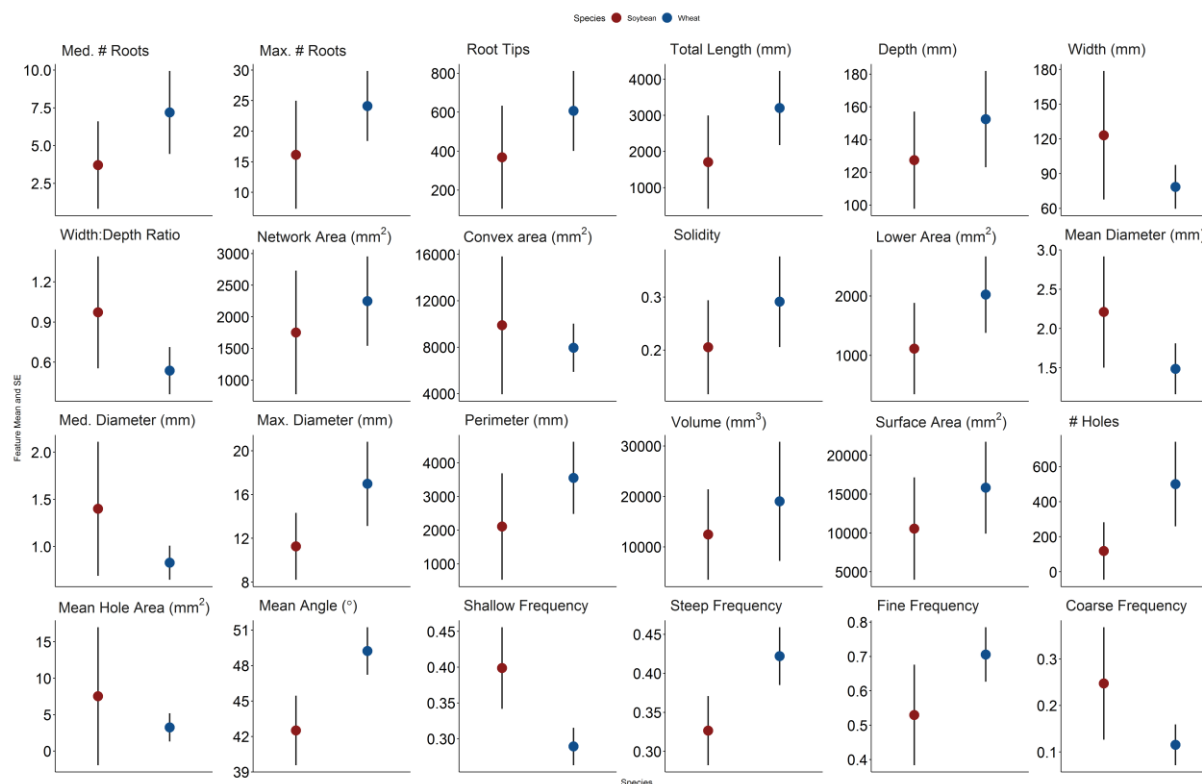 Species Soybean Wheat
Med. # Roots Max. # Roots Root Tips Total Length (mm) Depth (mm) Width (mm)
10.0 30 800 4000 180 180
7.5 25 600 3000 160 150
5.0 20 400 2000 140 120
2.5 15 200 1000 120 90
10 100 60
Width:Depth Ratio Network Area (mm²) Convex area (mm²) Solidity Lower Area (mm²) Mean Diameter (mm)
1.2 3000 16000 0.3 2000 3.0
0.9 2500 12000 0.2 1000 2.5
0.6 2000 8000 2.0
1500 4000 1.5
1000
Feature Mean and SE
Med. Diameter (mm) Max. Diameter (mm) Perimeter (mm) Volume (mm³) Surface Area (mm²) # Holes
2.0 20 4000 30000 20000 600
1.5 16 3000 20000 15000 400
1.0 12 2000 10000 10000 200
8 1000 5000 0
Mean Hole Area (mm²) Mean Angle (°) Shallow Frequency Steep Frequency Fine Frequency Coarse Frequency
15 51 0.45 0.45 0.8 0.3
10 48 0.40 0.40 0.7 0.2
5 45 0.35 0.35 0.6 0.1
0 42 0.30 0.30 0.5
39 0.4
Species